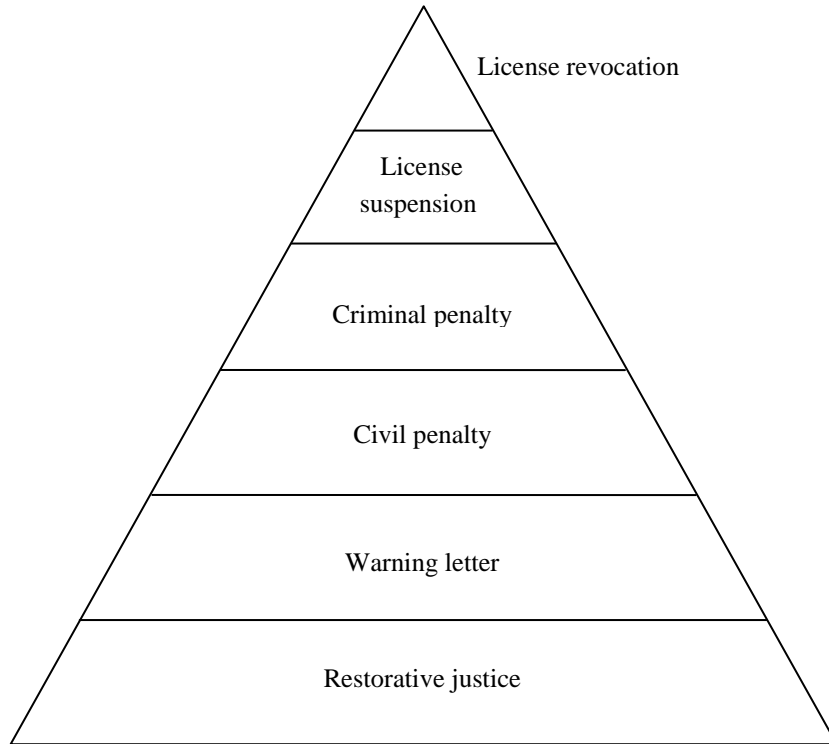 License revocation
License
suspension
Criminal penalty
Civil penalty
Warning letter
Restorative justice